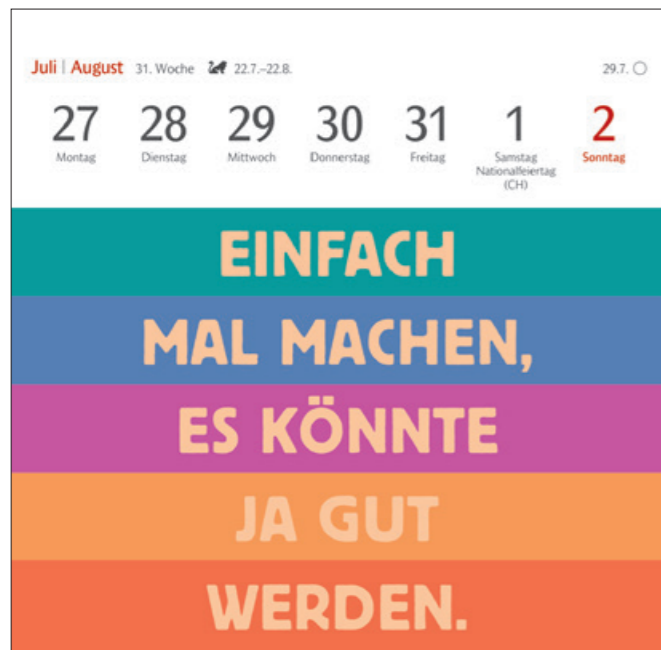 Juli | August 31. Woche 22.7.–22.8. 29.7.
27 28 29 30 31 1 2
Montag Dienstag Mittwoch Donnerstag Freitag Samstag Sonntag
Nationalfeiertag
(CH)
EINFACH
MAL MACHEN,
ES KÖNNTE
JA GUT
WERDEN.